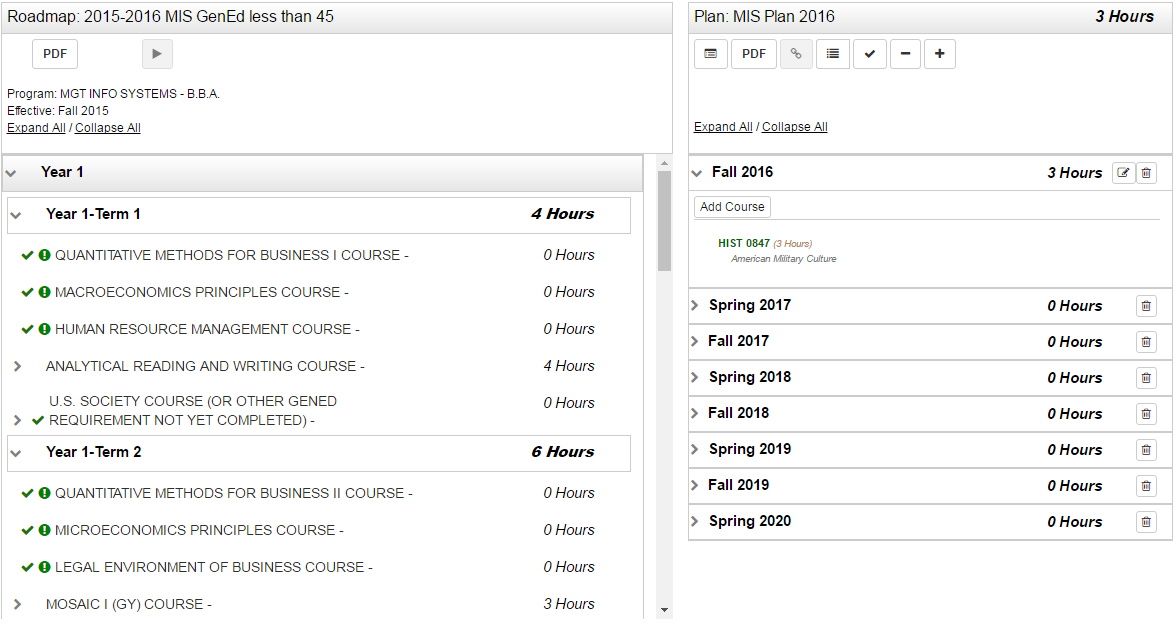 Roadmap: 2015-2016 MIS GenEd less than 45
PDF
Program: MGT INFO SYSTEMS - B.B.A.
Effective: Fall 2015
Expand All / Collapse All
Year 1
Year 1-Term 1 4 Hours
QUANTITATIVE METHODS FOR BUSINESS I COURSE - 0 Hours
MACROECONOMICS PRINCIPLES COURSE - 0 Hours
HUMAN RESOURCE MANAGEMENT COURSE - 0 Hours
ANALYTICAL READING AND WRITING COURSE - 4 Hours
U.S. SOCIETY COURSE (OR OTHER GENED 0 Hours
REQUIREMENT NOT YET COMPLETED) -
Year 1-Term 2 6 Hours
QUANTITATIVE METHODS FOR BUSINESS II COURSE - 0 Hours
MICROECONOMICS PRINCIPLES COURSE - 0 Hours
LEGAL ENVIRONMENT OF BUSINESS COURSE - 0 Hours
MOSAIC I (GY) COURSE - 3 Hours
Plan: MIS Plan 2016 3 Hours
PDF
Expand All / Collapse All
Fall 2016 3 Hours
Add Course
HIST 0847 (3 Hours)
American Military Culture
Spring 2017 0 Hours
Fall 2017 0 Hours
Spring 2018 0 Hours
Fall 2018 0 Hours
Spring 2019 0 Hours
Fall 2019 0 Hours
Spring 2020 0 Hours